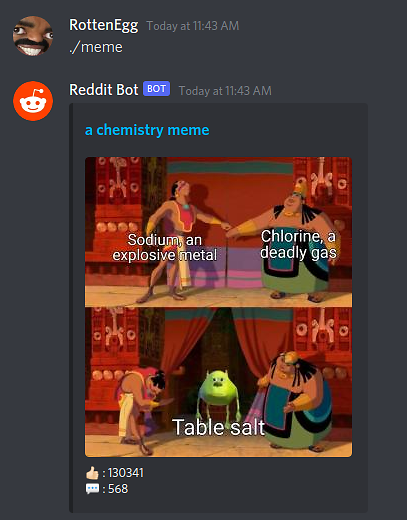 RottenEgg Today at 11:43 AM
./meme
Reddit Bot BOT Today at 11:43 AM
a chemistry meme
Sodium, an
explosive metal
Chlorine, a
deadly gas
Table salt
👍🏻 : 130341
💬 : 568